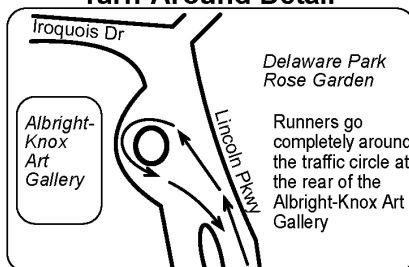 Turn Around Detail
Iroquois Dr
Delaware Park
Rose Garden
Albright-
Knox
Art
Gallery
Lincoln Pkwy
Runners go
completely around
the traffic circle at
the rear of the
Albright-Knox Art
Gallery